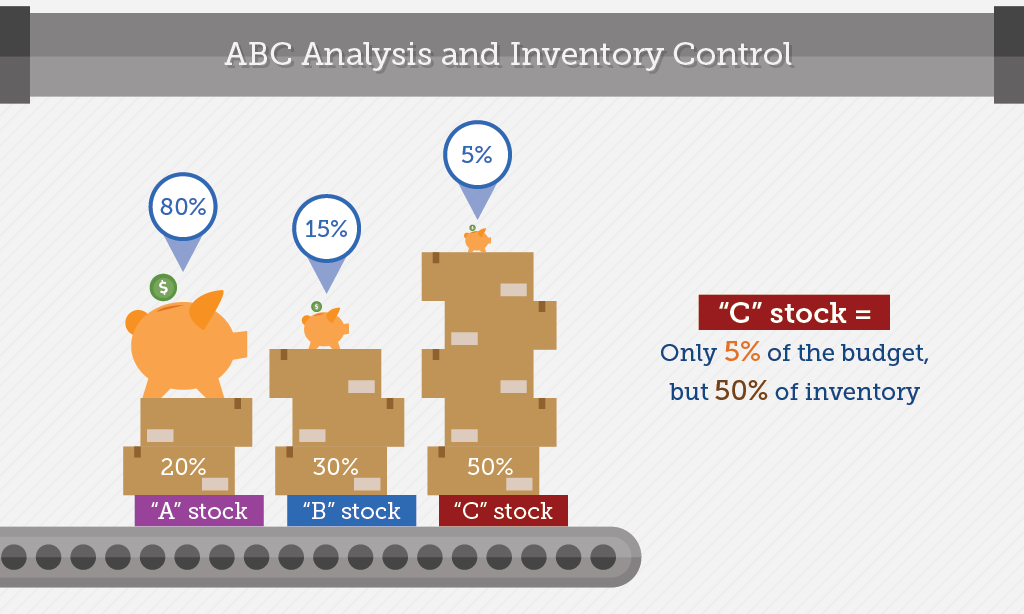 ABC Analysis and Inventory Control
5%
80%
15%
$
$
"C" stock =
Only 5% of the budget,
but 50% of inventory
20%
30%
50%
"A" stock
"B" stock
"C" stock